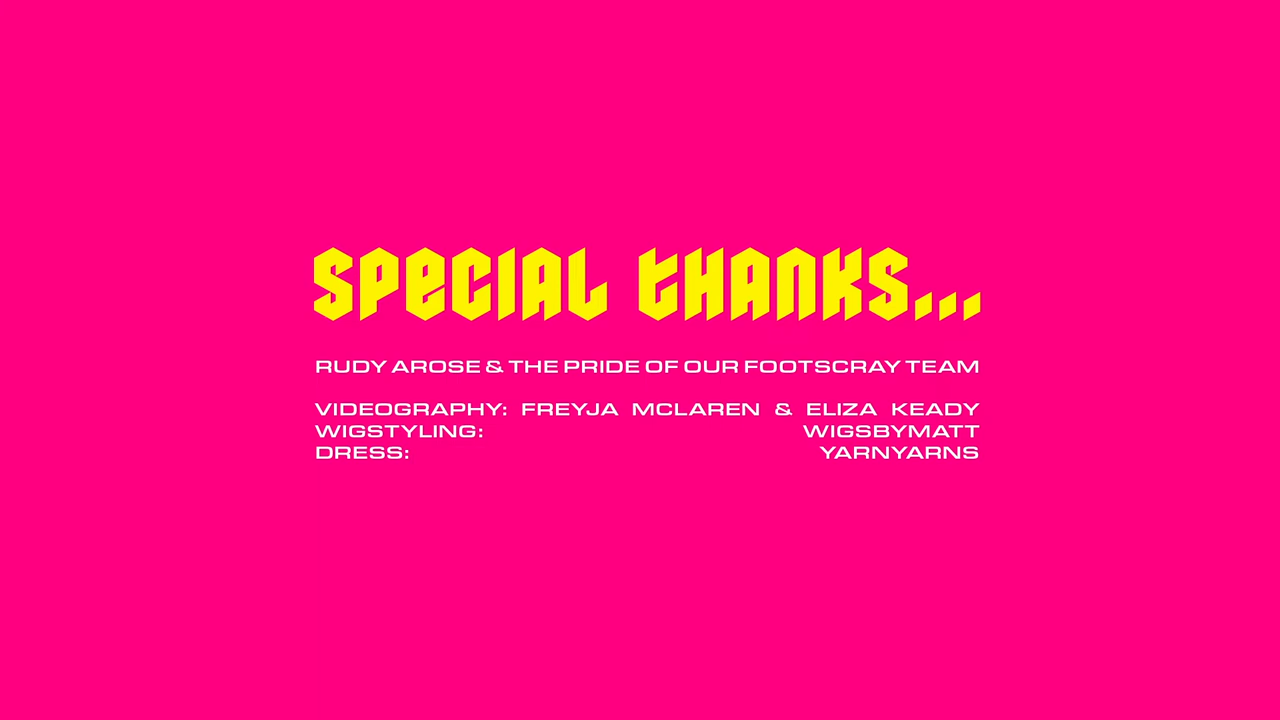 SPECIAL THANKS...
RUDY AROSE & THE PRIDE OF OUR FOOTSCRAY TEAM
VIDEOGRAPHY: FREYJA MCLAREN & ELIZA KEADY
WIGSTYLING: WIGSBYMATT
DRESS: YARNYARNS